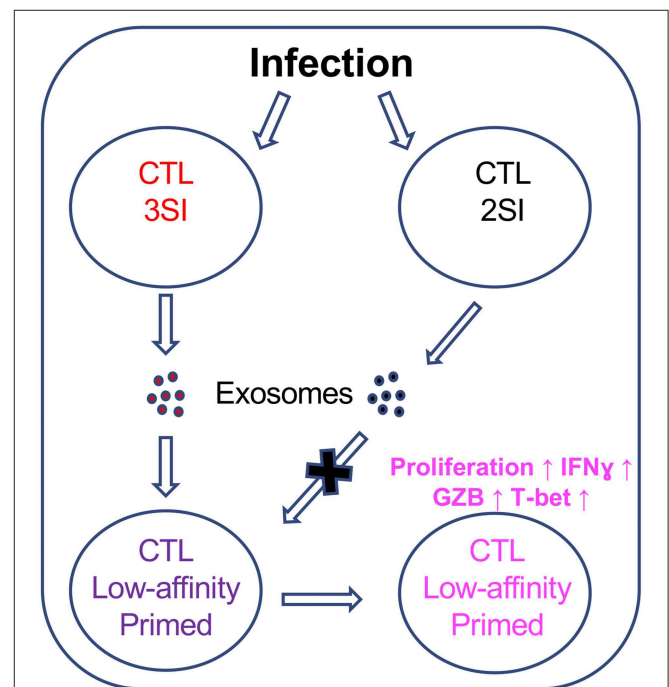 Infection
CTL
3SI
CTL
2SI
Exosomes
Proliferation ↑ IFNɣ ↑
GZB ↑ T-bet ↑
CTL
Low-affinity
Primed
CTL
Low-affinity
Primed